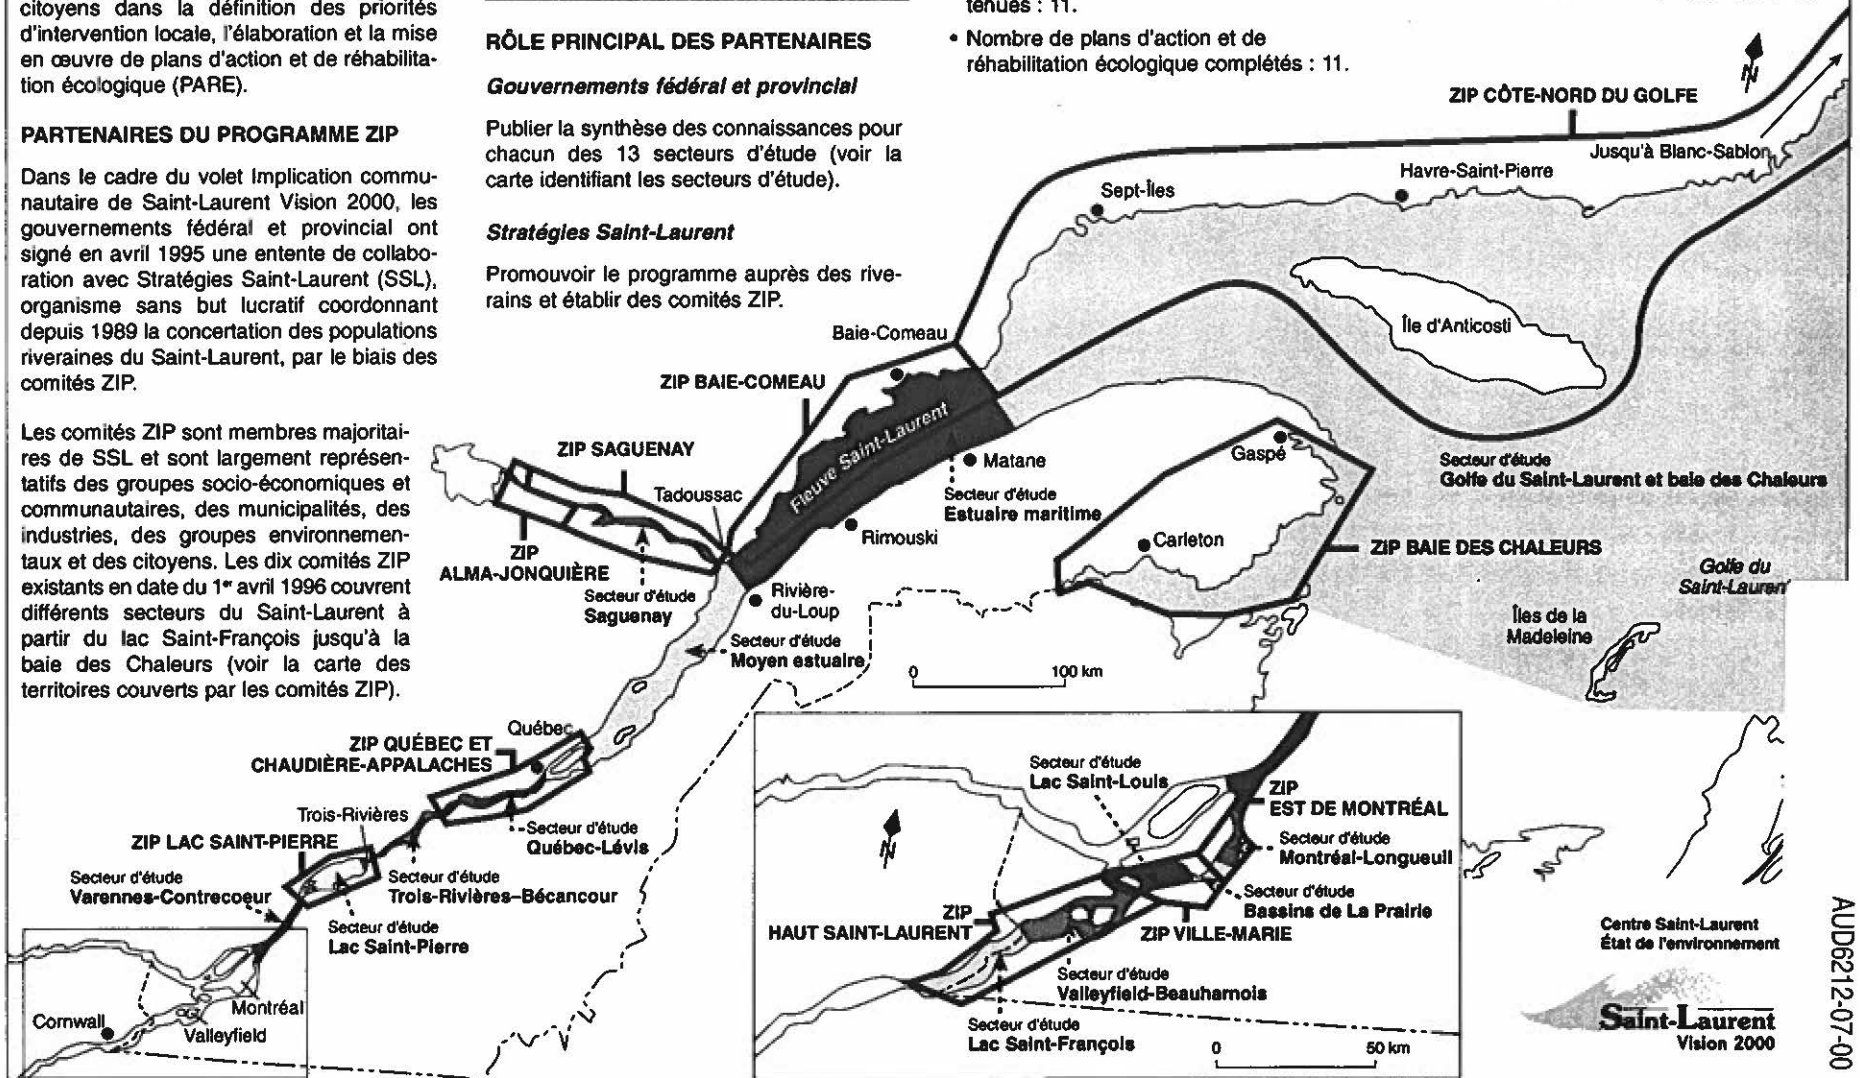 citoyens dans la définition des priorités
d'intervention locale, l'élaboration et la mise
en œuvre de plans d'action et de réhabilita-
tion écologique (PARE).
PARTENAIRES DU PROGRAMME ZIP
Dans le cadre du volet Implication commu-
nautaire de Saint-Laurent Vision 2000, les
gouvernements fédéral et provincial ont
signé en avril 1995 une entente de collabo-
ration avec Stratégies Saint-Laurent (SSL),
organisme sans but lucratif coordonnant
depuis 1989 la concertation des populations
riveraines du Saint-Laurent, par le biais des
comités ZIP.
Les comités ZIP sont membres majoritai-
res de SSL et sont largement représen-
tatifs des groupes socio-économiques et
communautaires, des municipalités, des
industries, des groupes environnemen-
taux et des citoyens. Les dix comités ZIP
existants en date du 1er avril 1996 couvrent
différents secteurs du Saint-Laurent à
partir du lac Saint-François jusqu'à la
baie des Chaleurs (voir la carte des
territoires couverts par les comités ZIP).
RÔLE PRINCIPAL DES PARTENAIRES
Gouvernements fédéral et provincial
Publier la synthèse des connaissances pour
chacun des 13 secteurs d'étude (voir la
carte identifiant les secteurs d'étude).
Stratégies Saint-Laurent
Promouvoir le programme auprès des rive-
rains et établir des comités ZIP.
tenues : 11.
• Nombre de plans d'action et de
réhabilitation écologique complétés : 11.
N
ZIP CÔTE-NORD DU GOLFE
Jusqu'à Blanc-Sablon
Havre-Saint-Pierre
Sept-Îles
Île d'Anticosti
Baie-Comeau
ZIP BAIE-COMEAU
Fleuve Saint-Laurent
ZIP SAGUENAY
Tadoussac
Matane
Secteur d'étude
Estuaire maritime
Gaspé
Secteur d'étude
Golfe du Saint-Laurent et baie des Chaleurs
Rimouski
Carleton
ZIP BAIE DES CHALEURS
ZIP
ALMA-JONQUIÈRE
Secteur d'étude
Saguenay
Rivière-
du-Loup
Golfe du
Saint-Laurent
Îles de la
Madeleine
Secteur d'étude
Moyen estuaire
0 100 km
Québec
ZIP QUÉBEC ET
CHAUDIÈRE-APPALACHES
Trois-Rivières
ZIP LAC SAINT-PIERRE
Secteur d'étude
Québec-Lévis
Secteur d'étude
Varennes-Contrecoeur
Secteur d'étude
Trois-Rivières–Bécancour
Secteur d'étude
Lac Saint-Pierre
Montréal
Cornwall
Valleyfield
Secteur d'étude
Lac Saint-Louis
N
ZIP
EST DE MONTRÉAL
Secteur d'étude
Montréal-Longueuil
Secteur d'étude
Bassins de La Prairie
ZIP
HAUT SAINT-LAURENT
ZIP VILLE-MARIE
Secteur d'étude
Valleyfield-Beauharnois
Secteur d'étude
Lac Saint-François
0 50 km
Centre Saint-Laurent
État de l'environnement
Saint-Laurent
Vision 2000
AUD6212-07-00